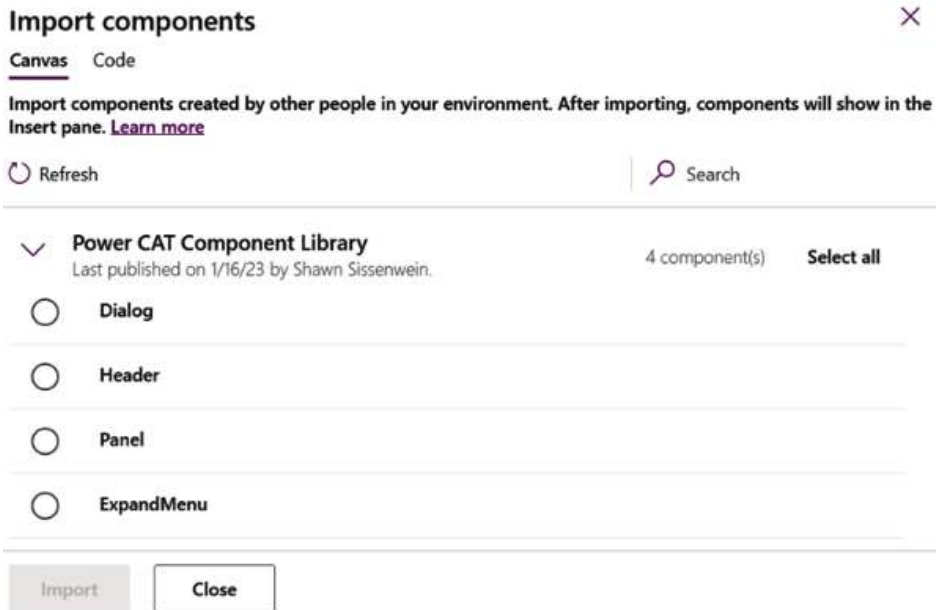 Import components
Canvas Code
Import components created by other people in your environment. After importing, components will show in the
Insert pane. Learn more
Refresh Search
Power CAT Component Library 4 component(s) Select all
Last published on 1/16/23 by Shawn Sissenwein.
Dialog
Header
Panel
ExpandMenu
Import Close